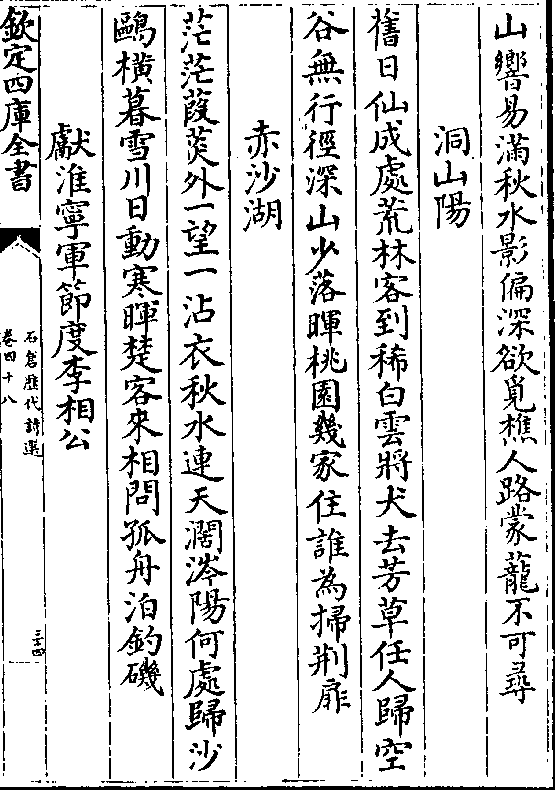 山響易滿秋水影偏深欲覓樵人路蒙蘢不可尋
洞山陽
舊日仙成處荒林客到稀白雲將犬去芳草任人歸空
谷無行徑深山少落暉桃園幾家住誰為掃荆扉
赤沙湖
茫茫葭菼外一望一沾衣秋水連天濶涔陽何處歸沙
鷗橫暮雪川日動寒暉楚客來相問孤舟泊釣磯
獻淮寧軍節度李相公
欽定四庫全書
石倉歷代詩選
卷四十八
三十四